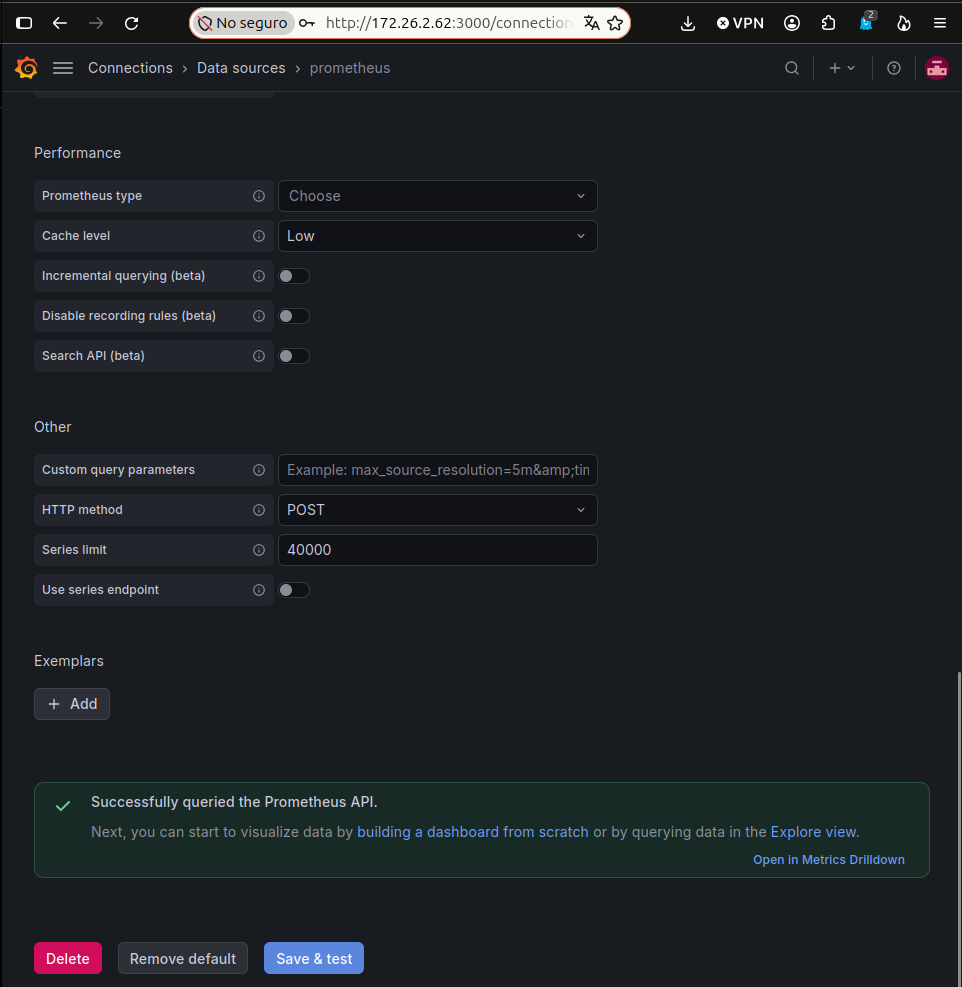 No seguro http://172.26.2.62:3000/connection VPN 2
Connections › Data sources › prometheus
Performance
Prometheus type Choose
Cache level Low
Incremental querying (beta)
Disable recording rules (beta)
Search API (beta)
Other
Custom query parameters Example: max_source_resolution=5m&amp;tin
HTTP method POST
Series limit 40000
Use series endpoint
Exemplars
+ Add
Successfully queried the Prometheus API.
Next, you can start to visualize data by building a dashboard from scratch or by querying data in the Explore view.
Open in Metrics Drilldown
Delete Remove default Save & test